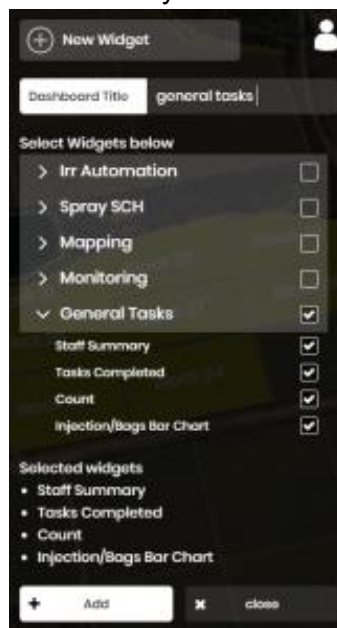 New Widget
Dashboard Title general tasks
Select Widgets below
Irr Automation
Spray SCH
Mapping
Monitoring
General Tasks
Staff Summary
Tasks Completed
Count
Injection/Bags Bar Chart
Selected widgets
• Staff Summary
• Tasks Completed
• Count
• Injection/Bags Bar Chart
+ Add
× close